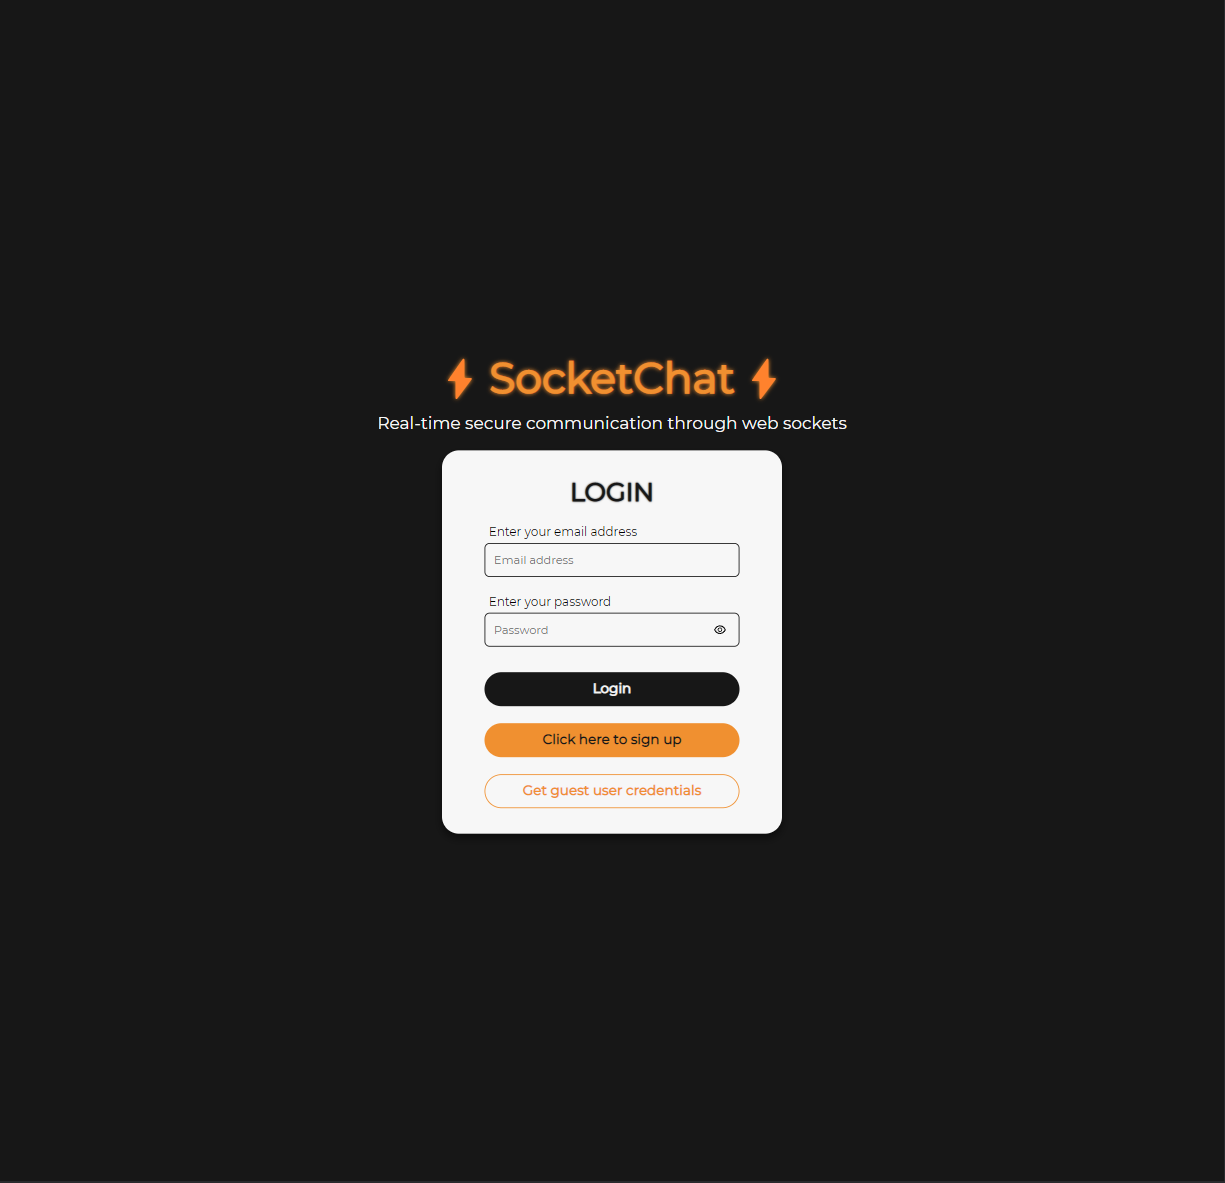 SocketChat
Real-time secure communication through web sockets
LOGIN
Enter your email address
Email address
Enter your password
Password
Login
Click here to sign up
Get guest user credentials